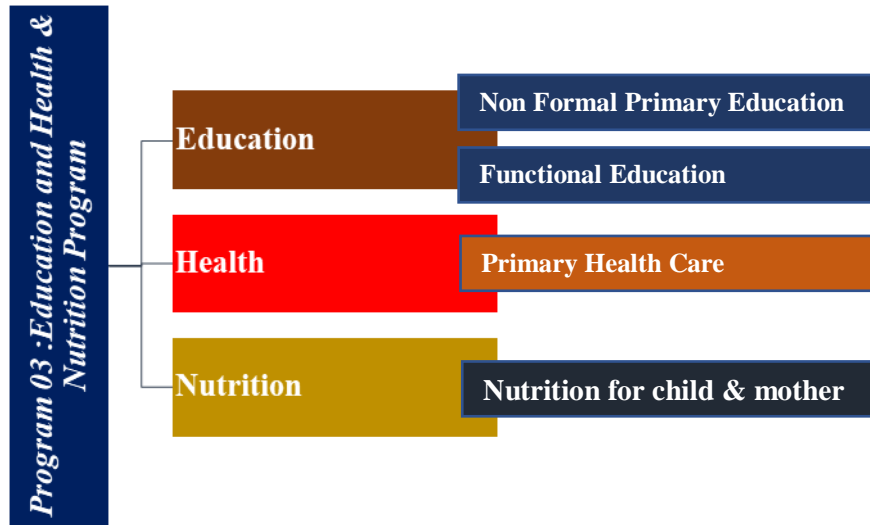 Program 03 :Education and Health &
Nutrition Program
Education
Non Formal Primary Education
Functional Education
Health
Primary Health Care
Nutrition
Nutrition for child & mother